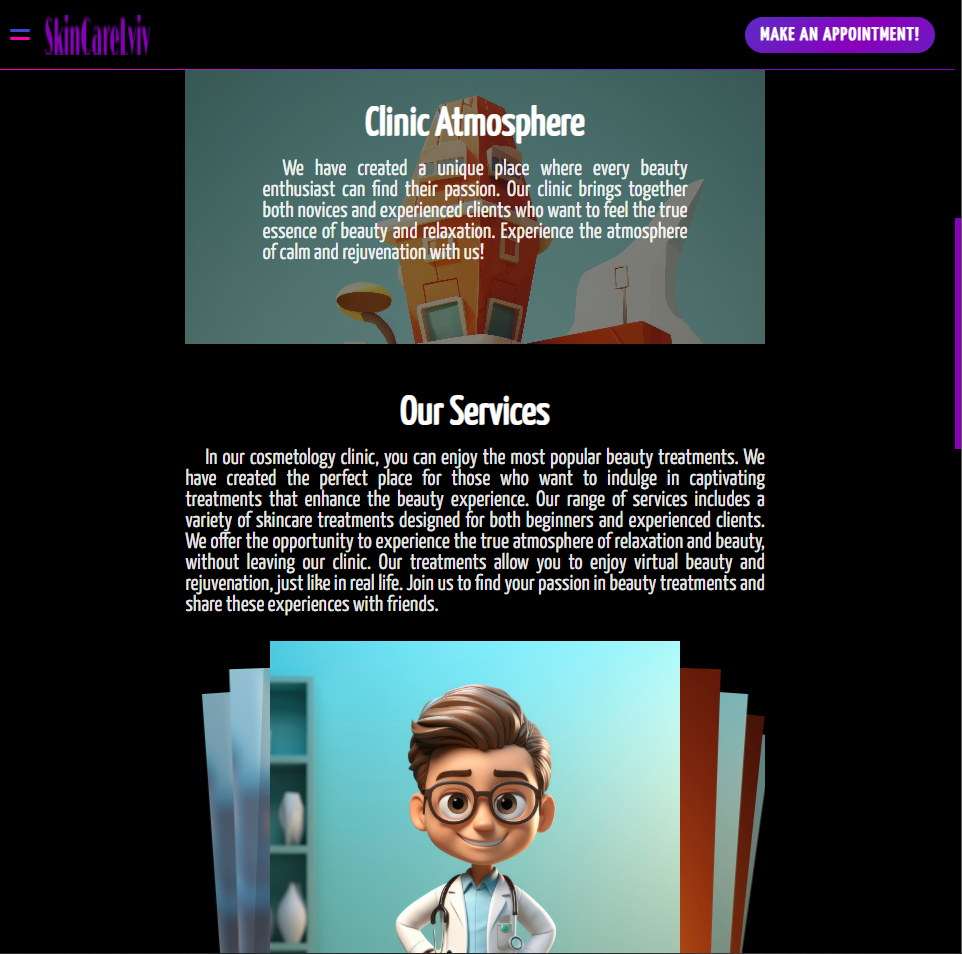 SkinCareLviv
MAKE AN APPOINTMENT!
Clinic Atmosphere
We have created a unique place where every beauty
enthusiast can find their passion. Our clinic brings together
both novices and experienced clients who want to feel the true
essence of beauty and relaxation. Experience the atmosphere
of calm and rejuvenation with us!
Our Services
In our cosmetology clinic, you can enjoy the most popular beauty treatments. We
have created the perfect place for those who want to indulge in captivating
treatments that enhance the beauty experience. Our range of services includes a
variety of skincare treatments designed for both beginners and experienced clients.
We offer the opportunity to experience the true atmosphere of relaxation and beauty,
without leaving our clinic. Our treatments allow you to enjoy virtual beauty and
rejuvenation, just like in real life. Join us to find your passion in beauty treatments and
share these experiences with friends.